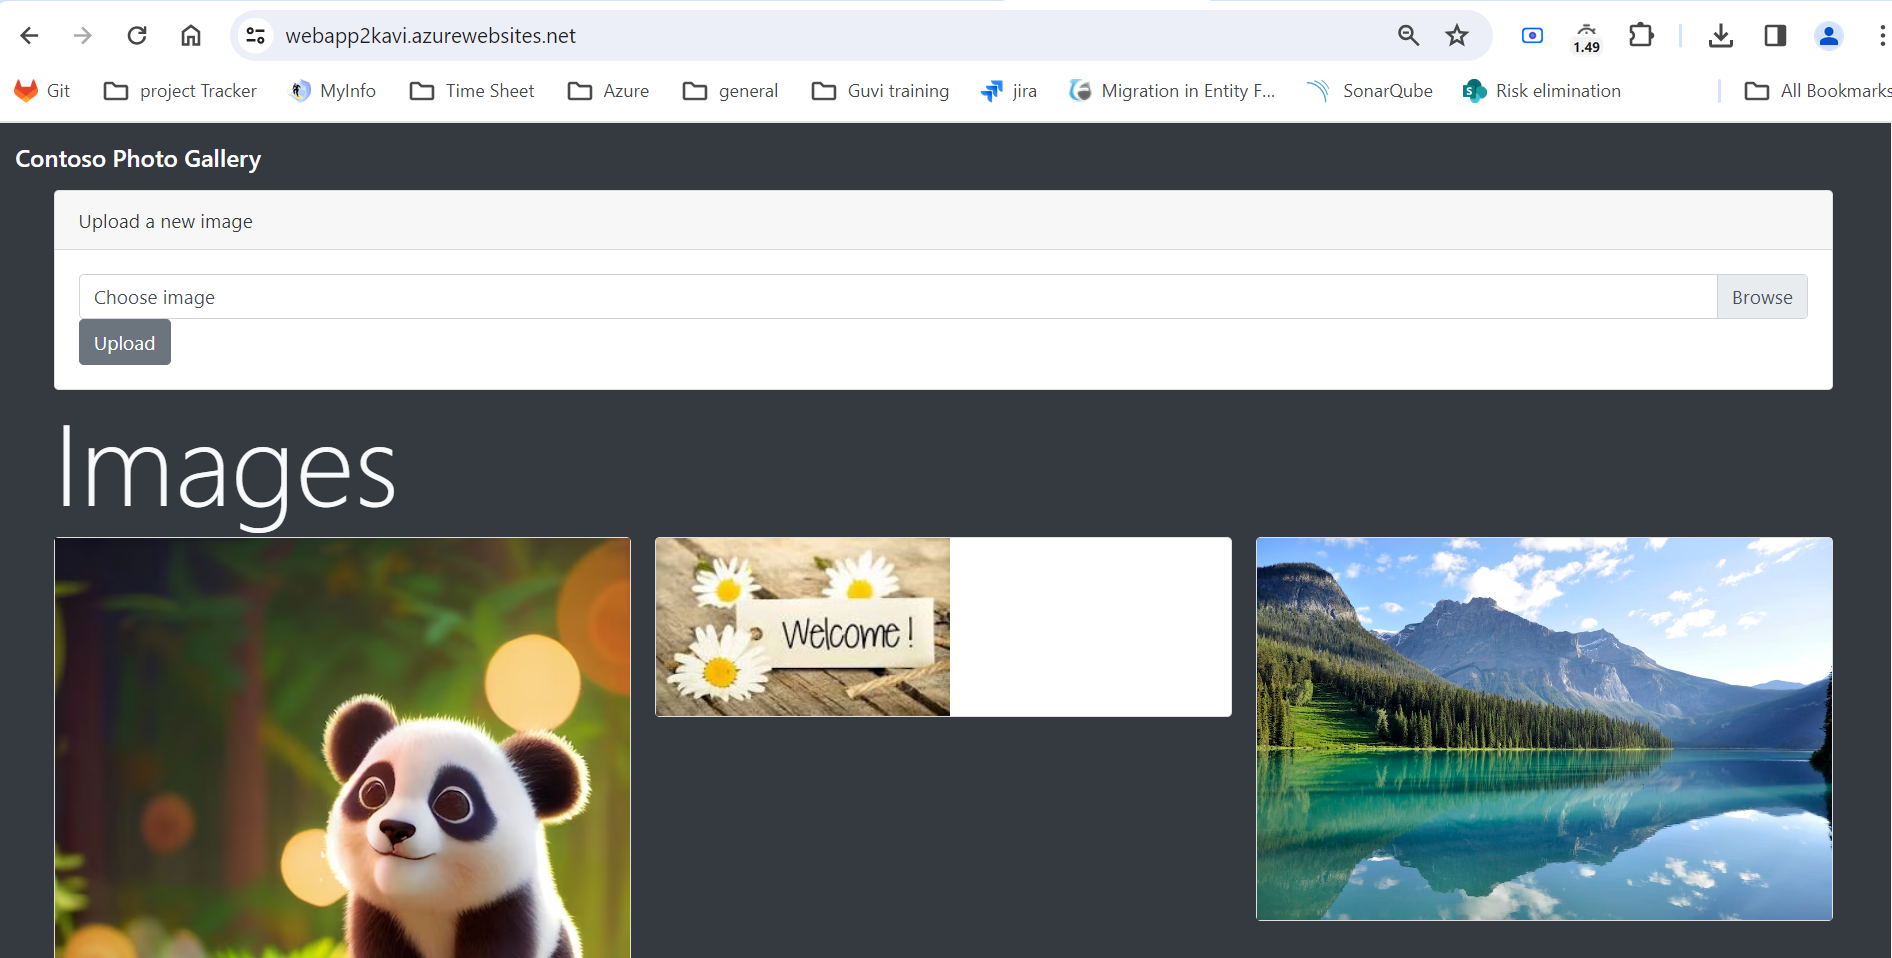 webapp2kavi.azurewebsites.net
1.49
Git project Tracker MyInfo Time Sheet Azure general Guvi training jira Migration in Entity F... SonarQube Risk elimination All Bookmarks
Contoso Photo Gallery
Upload a new image
Choose image Browse
Upload
Images
Welcome!